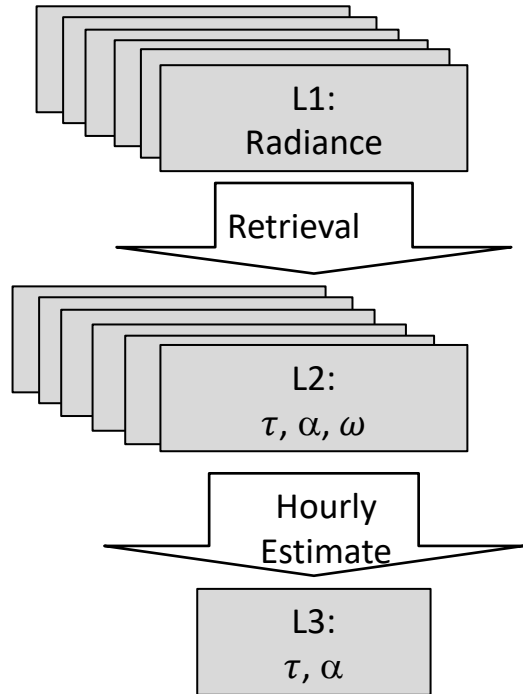 L1:
Radiance
Retrieval
L2:
τ, α, ω
Hourly
Estimate
L3:
τ, α